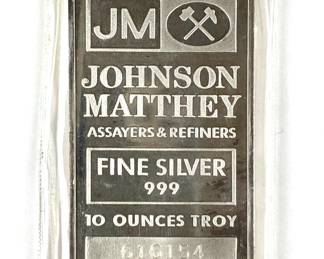 JM
JOHNSON
MATTHEY
ASSAYERS & REFINERS
FINE SILVER
999
10 OUNCES TROY